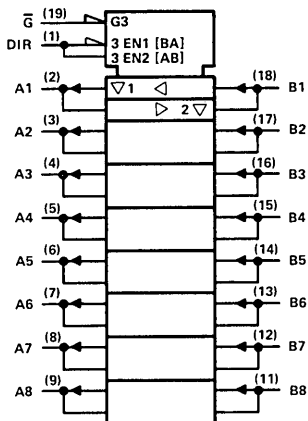 G̅ (19) G3
DIR (1) 3 EN1 [BA]
3 EN2 [AB]
A1 (2) ▽ 1 ◁ (18) B1
▷ 2 ▽
A2 (3) (17) B2
A3 (4) (16) B3
A4 (5) (15) B4
A5 (6) (14) B5
A6 (7) (13) B6
A7 (8) (12) B7
A8 (9) (11) B8